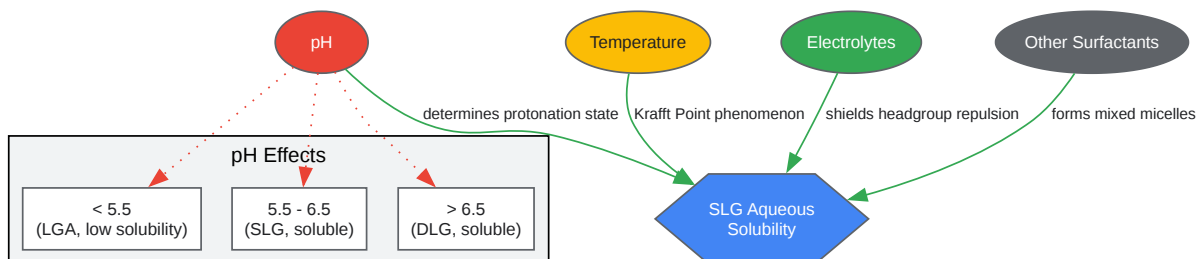 pH
Temperature
Electrolytes
Other Surfactants
determines protonation state
Krafft Point phenomenon
shields headgroup repulsion
forms mixed micelles
pH Effects
< 5.5
(LGA, low solubility)
5.5 - 6.5
(SLG, soluble)
> 6.5
(DLG, soluble)
SLG Aqueous
Solubility